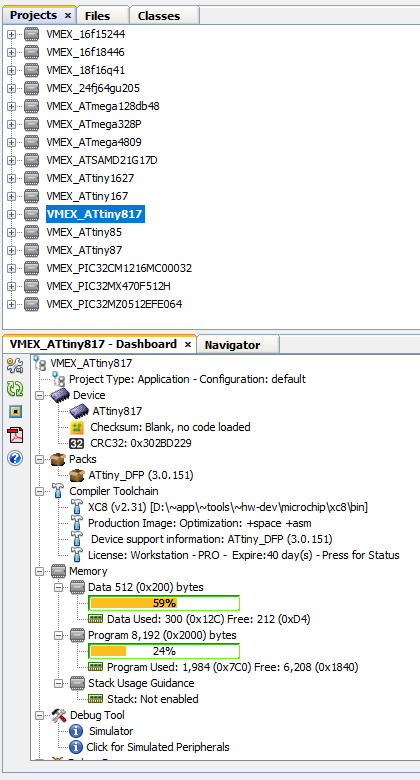 Projects × Files Classes
VMEX_16f15244
VMEX_16f18446
VMEX_18f16q41
VMEX_24fj64gu205
VMEX_ATmega128db48
VMEX_ATmega328P
VMEX_ATmega4809
VMEX_ATSAMD21G17D
VMEX_ATtiny1627
VMEX_ATtiny167
VMEX_ATtiny817
VMEX_ATtiny85
VMEX_ATtiny87
VMEX_PIC32CM1216MC00032
VMEX_PIC32MX470F512H
VMEX_PIC32MZ0512EFE064
VMEX_ATtiny817 - Dashboard × Navigator
VMEX_ATtiny817
Project Type: Application - Configuration: default
Device
ATtiny817
Checksum: Blank, no code loaded
32 CRC32: 0x302BD229
Packs
ATtiny_DFP (3.0.151)
Compiler Toolchain
XC8 (v2.31) [D:\~app\~tools\~hw-dev\microchip\xc8\bin]
Production Image: Optimization: +space +asm
Device support information: ATtiny_DFP (3.0.151)
License: Workstation - PRO - Expire:40 day(s) - Press for Status
Memory
Data 512 (0x200) bytes
59%
Data Used: 300 (0x12C) Free: 212 (0xD4)
Program 8,192 (0x2000) bytes
24%
Program Used: 1,984 (0x7C0) Free: 6,208 (0x1840)
Stack Usage Guidance
Stack: Not enabled
Debug Tool
Simulator
Click for Simulated Peripherals